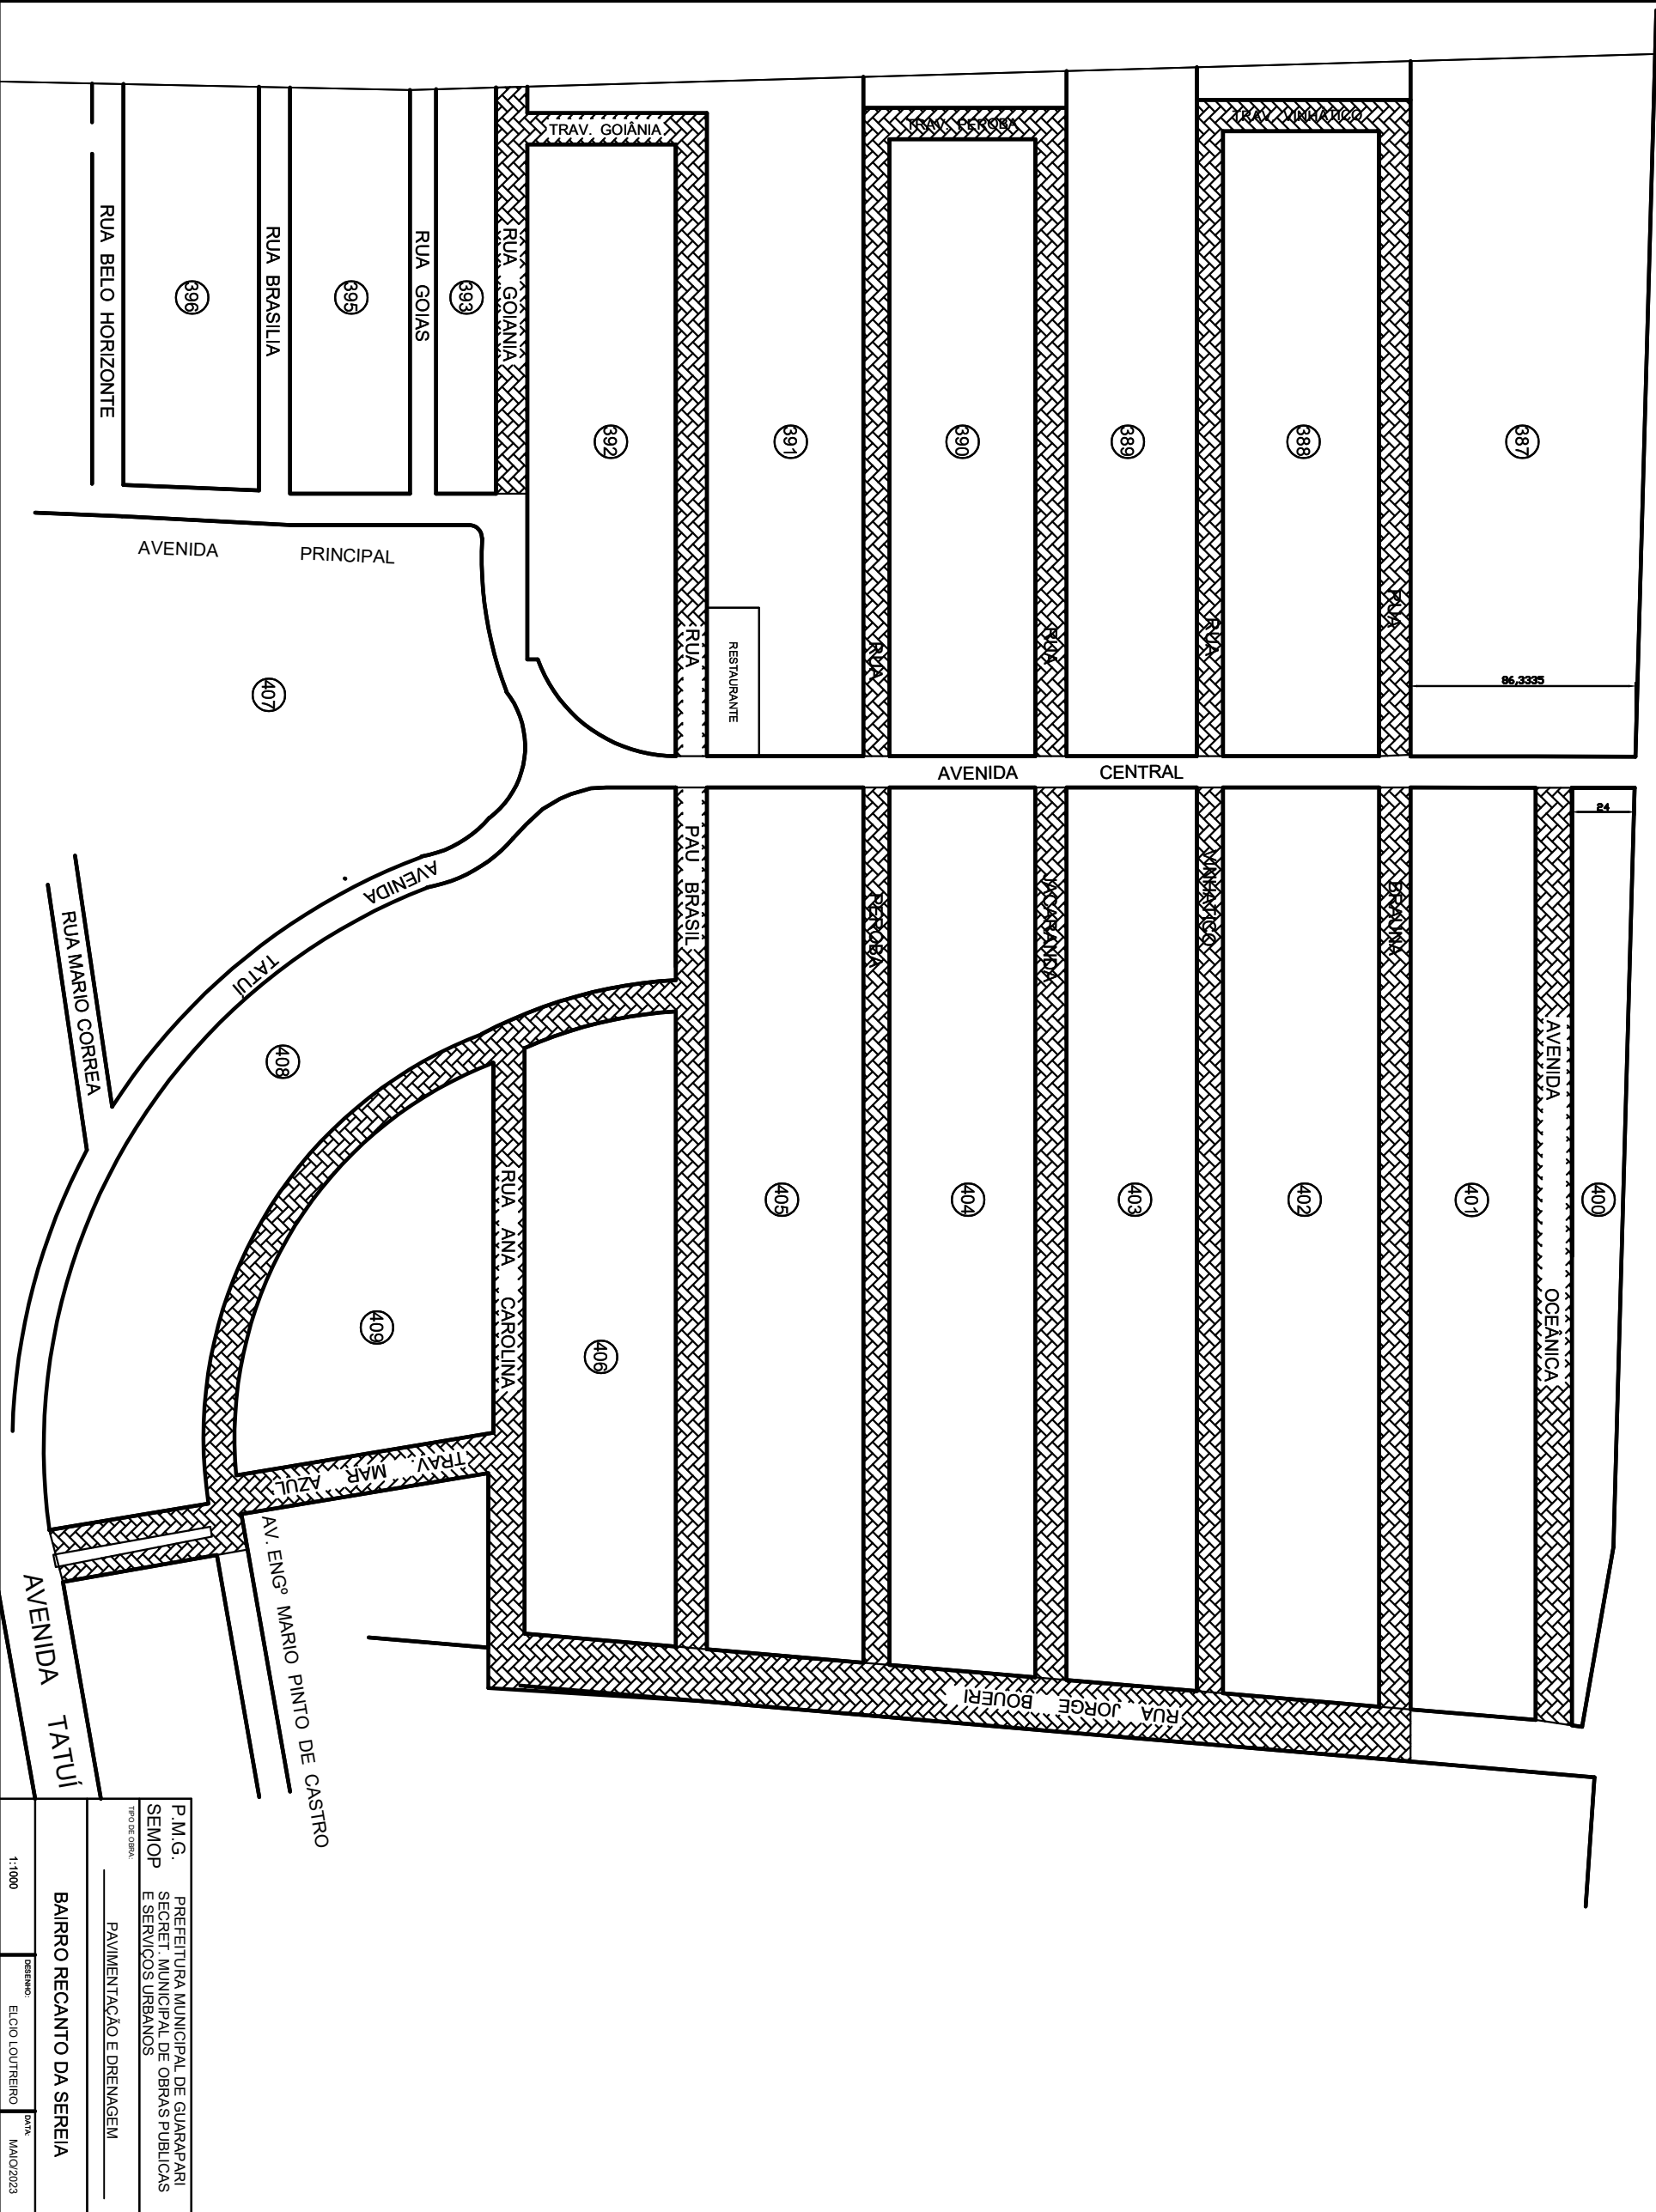 TRAV. GOIÂNIA
TRAV. PEROBA
TRAV. VINHATICO
RUA BELO HORIZONTE
396
RUA BRASILIA
395
RUA GOIAS
393
RUA GOIANIA
392
391
390
389
388
387
AVENIDA PRINCIPAL
407
RUA
RESTAURANTE
RUA
RUA
RUA
RUA
86,3335
AVENIDA CENTRAL
24
PAU BRASIL
PEROBA
JACARANDA
VINHATICO
BRAUNA
AVENIDA OCEÂNICA
AVENIDA TATUÍ
RUA MARIO CORREA
408
409
RUA ANA CAROLINA
406
405
404
403
402
401
400
TRAV. MAR AZUL
AV. ENGº MARIO PINTO DE CASTRO
RUA JORGE BOUERI
AVENIDA TATUÍ
P.M.G.
SEMOP
PREFEITURA MUNICIPAL DE GUARAPARI
SECRET. MUNICIPAL DE OBRAS PUBLICAS
E SERVIÇOS URBANOS
TIPO DE OBRA:
PAVIMENTAÇÃO E DRENAGEM
BAIRRO RECANTO DA SEREIA
1:1000
DESENHO:
ELCIO LOUTREIRO
DATA:
MAIO/2023